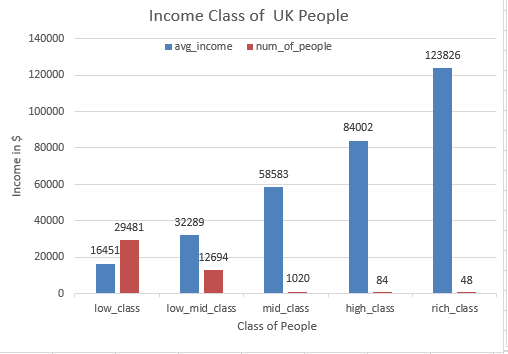 Income Class of  UK People
avg_income
num_of_people
140000
120000
100000
80000
60000
40000
20000
0
Income in $
16451
29481
32289
12694
58583
1020
84002
84
123826
48
low_class
low_mid_class
mid_class
high_class
rich_class
Class of People